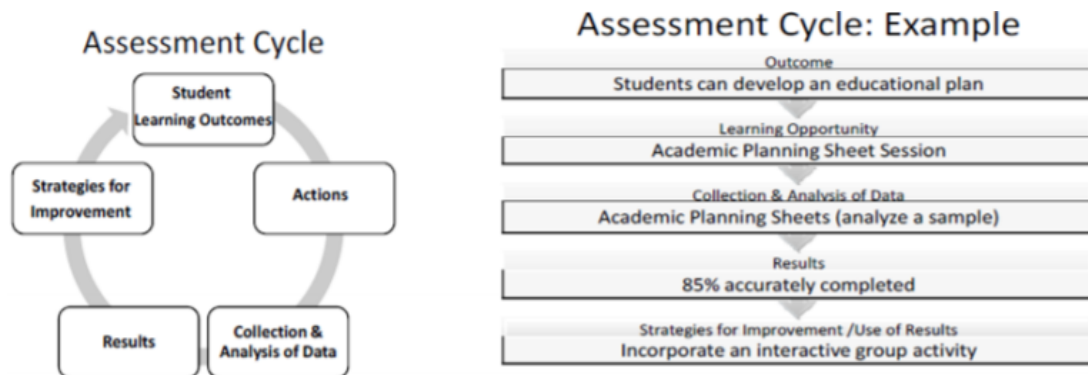 Assessment Cycle
Student
Learning Outcomes
Actions
Collection &
Analysis of Data
Results
Strategies for
Improvement
Assessment Cycle: Example
Outcome
Students can develop an educational plan
Learning Opportunity
Academic Planning Sheet Session
Collection & Analysis of Data
Academic Planning Sheets (analyze a sample)
Results
85% accurately completed
Strategies for Improvement /Use of Results
Incorporate an interactive group activity